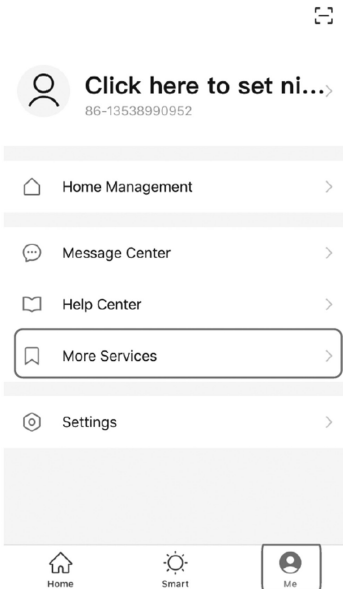 Click here to set ni...
86-13538990952
Home Management
Message Center
Help Center
More Services
Settings
Home
Smart
Me